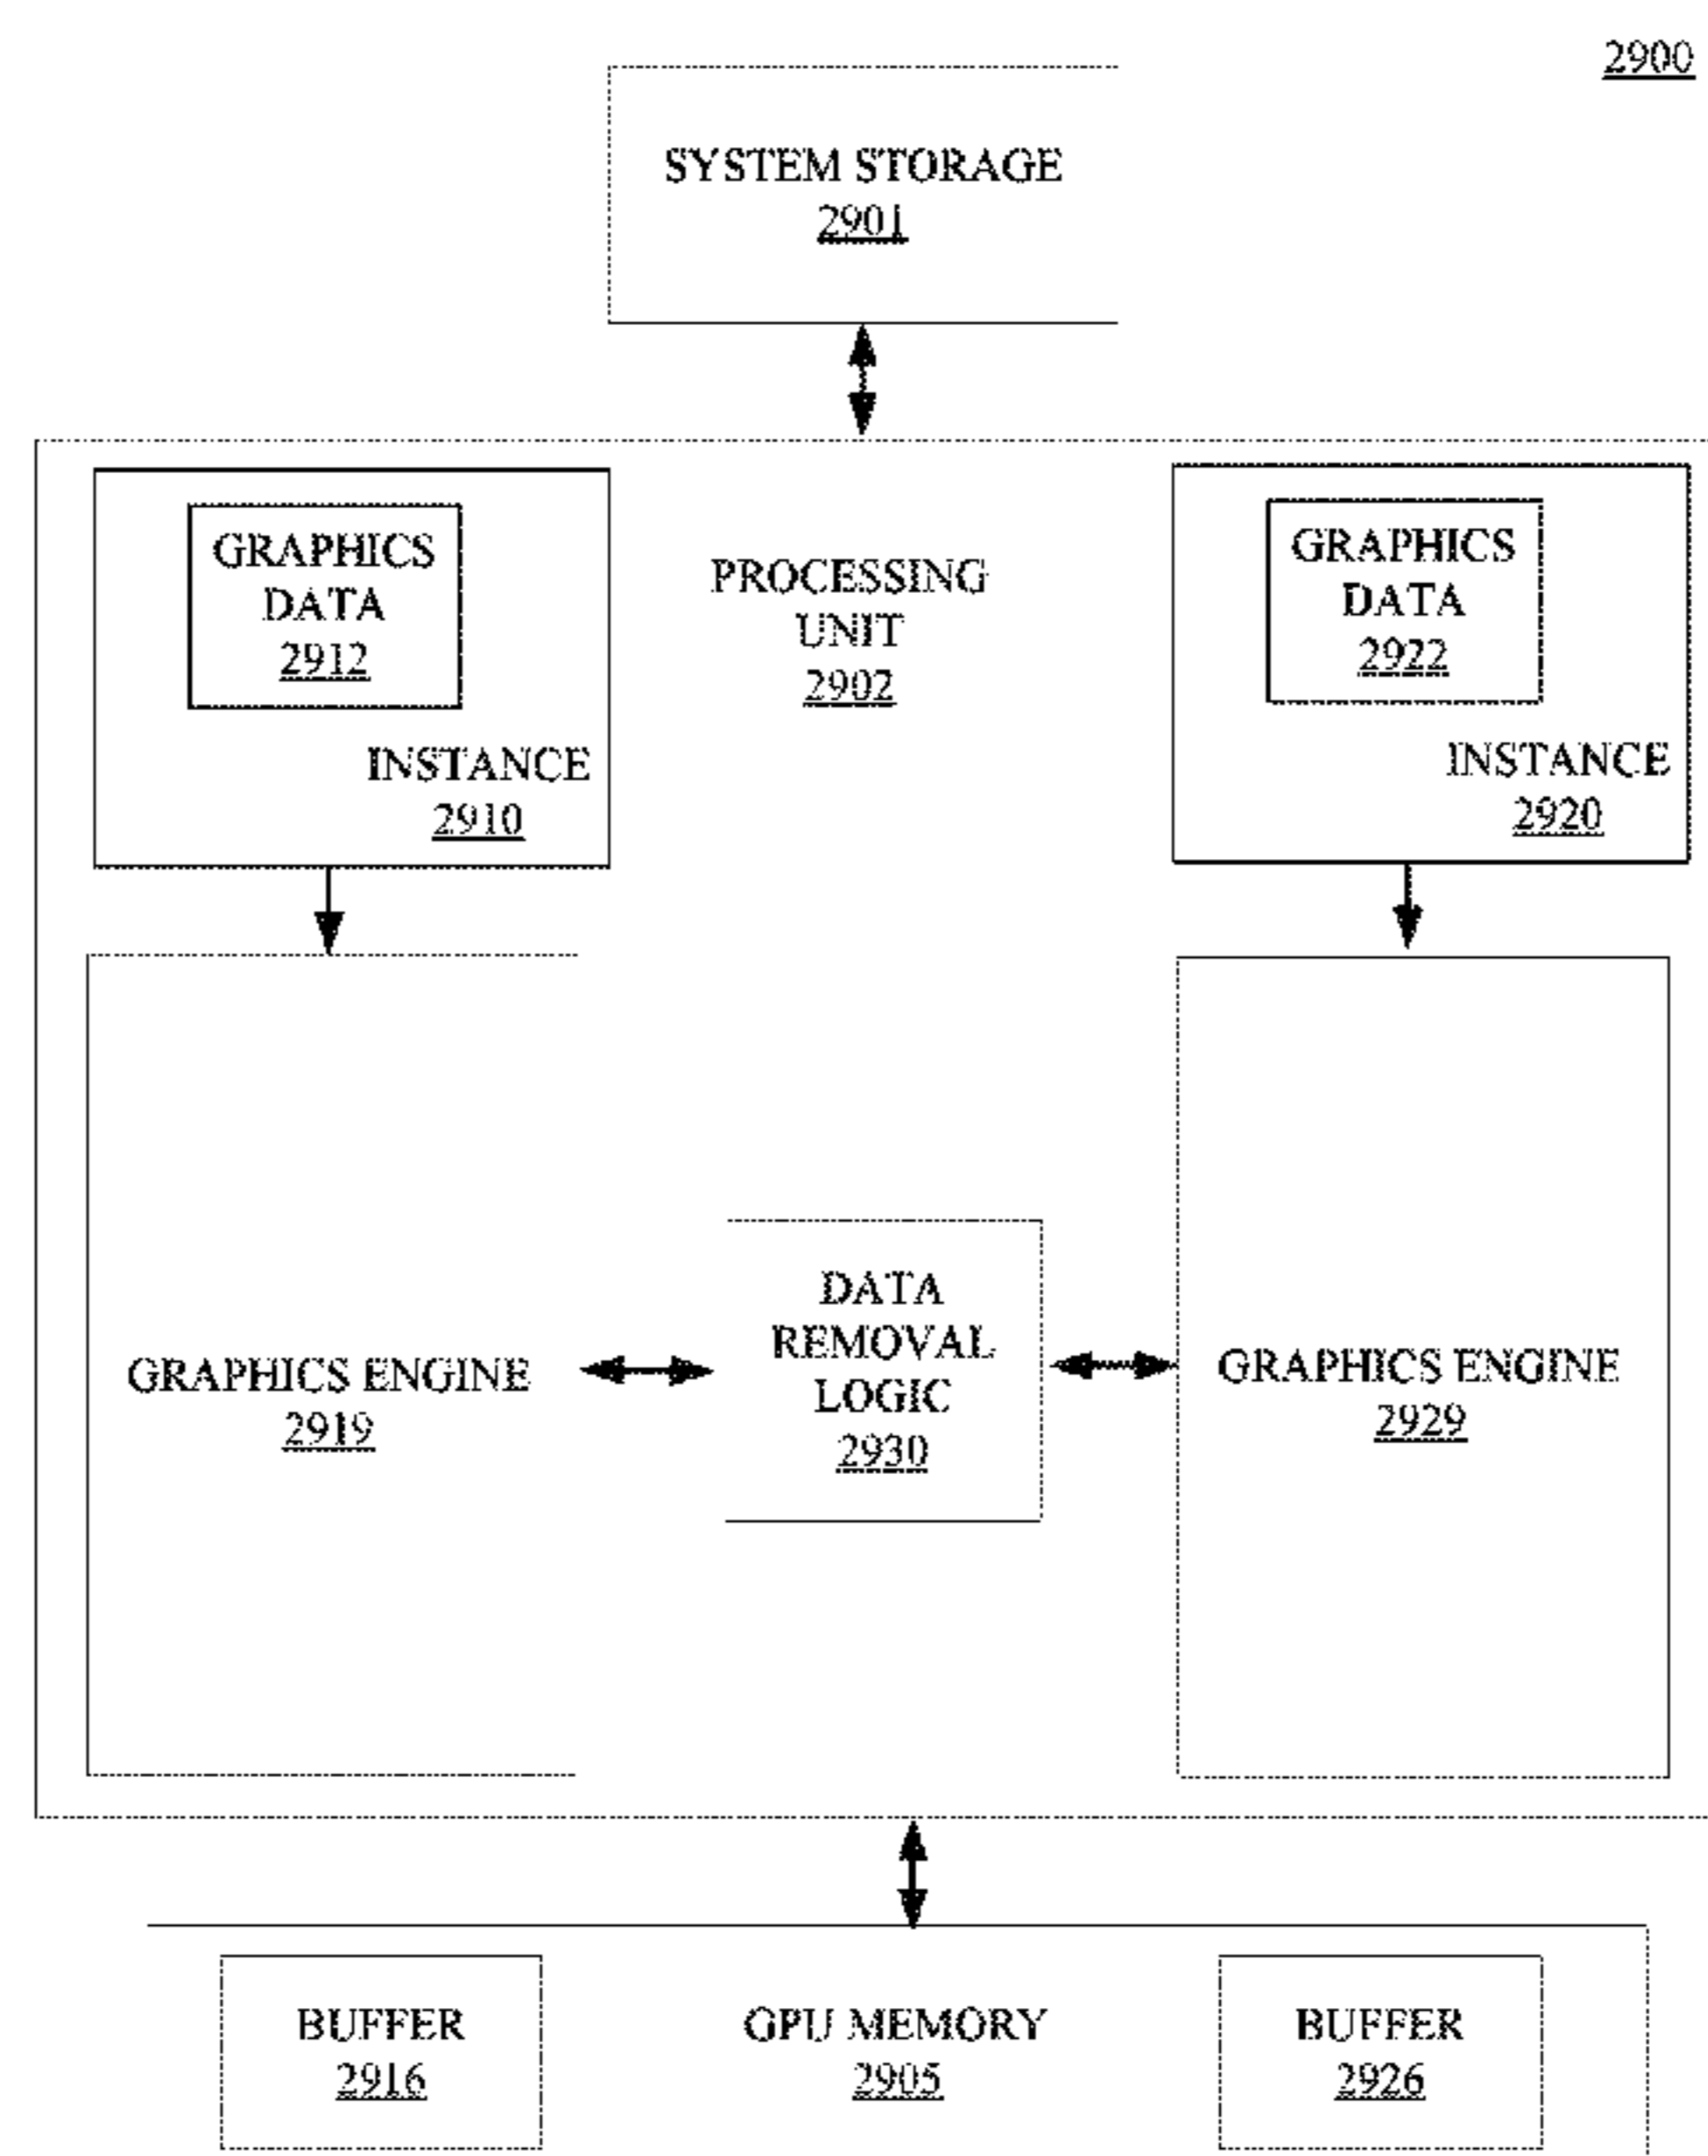 2900
SYSTEM STORAGE
2901
GRAPHICS
DATA
2912
INSTANCE
2910
PROCESSING
UNIT
2902
GRAPHICS
DATA
2922
INSTANCE
2920
GRAPHICS ENGINE
2919
DATA
REMOVAL
LOGIC
2930
GRAPHICS ENGINE
2929
BUFFER
2916
GPU MEMORY
2905
BUFFER
2926